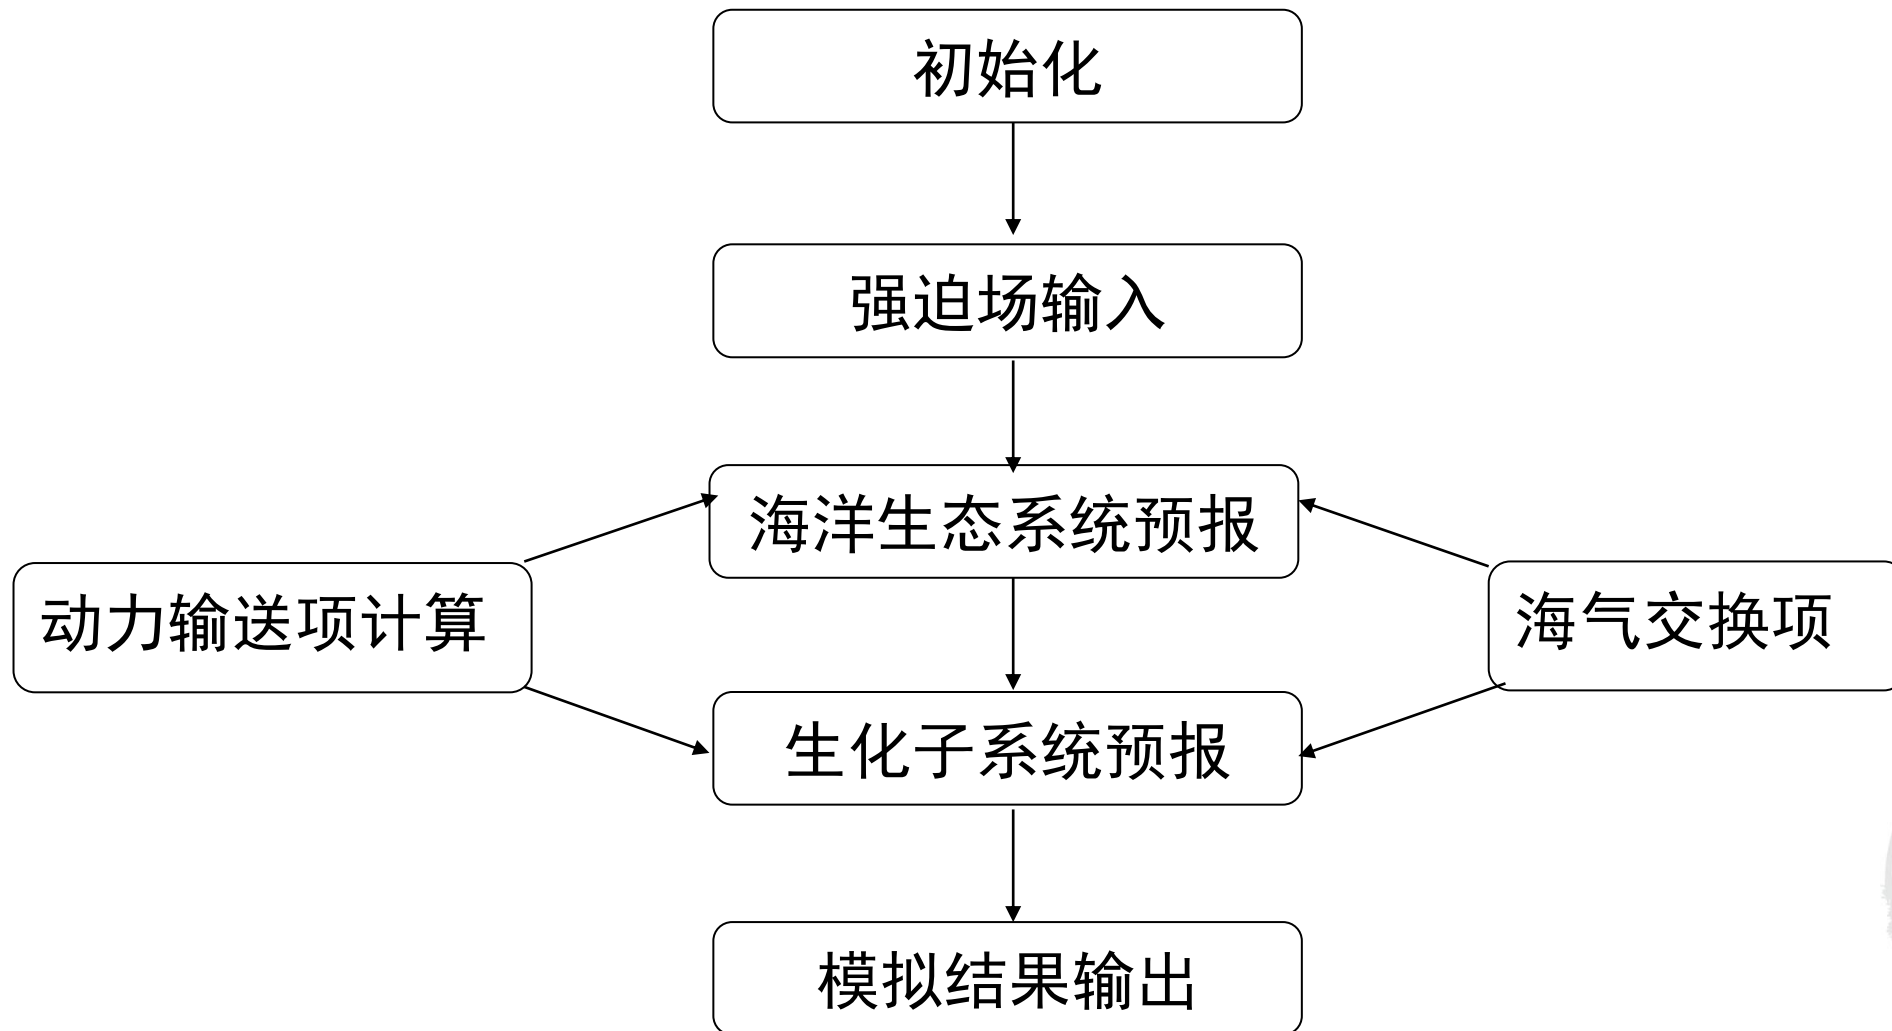 初始化
强迫场输入
海洋生态系统预报
动力输送项计算
海气交换项
生化子系统预报
模拟结果输出